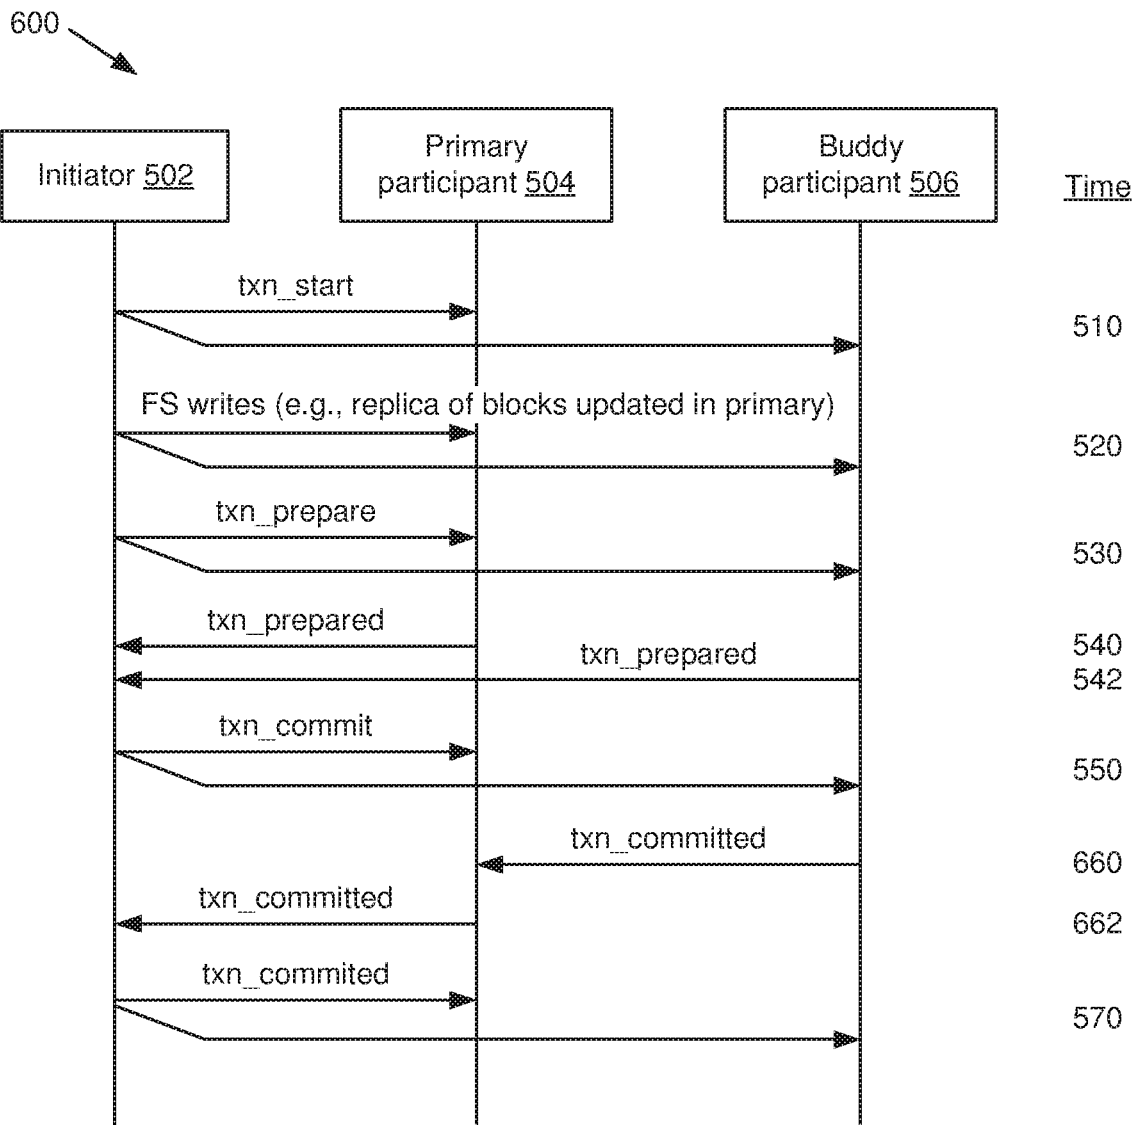 600
Initiator 502
Primary
participant 504
Buddy
participant 506
Time
txn_start
510
FS writes (e.g., replica of blocks updated in primary)
520
txn_prepare
530
txn_prepared
540
txn_prepared
542
txn_commit
550
txn_committed
660
txn_committed
662
txn_commited
570